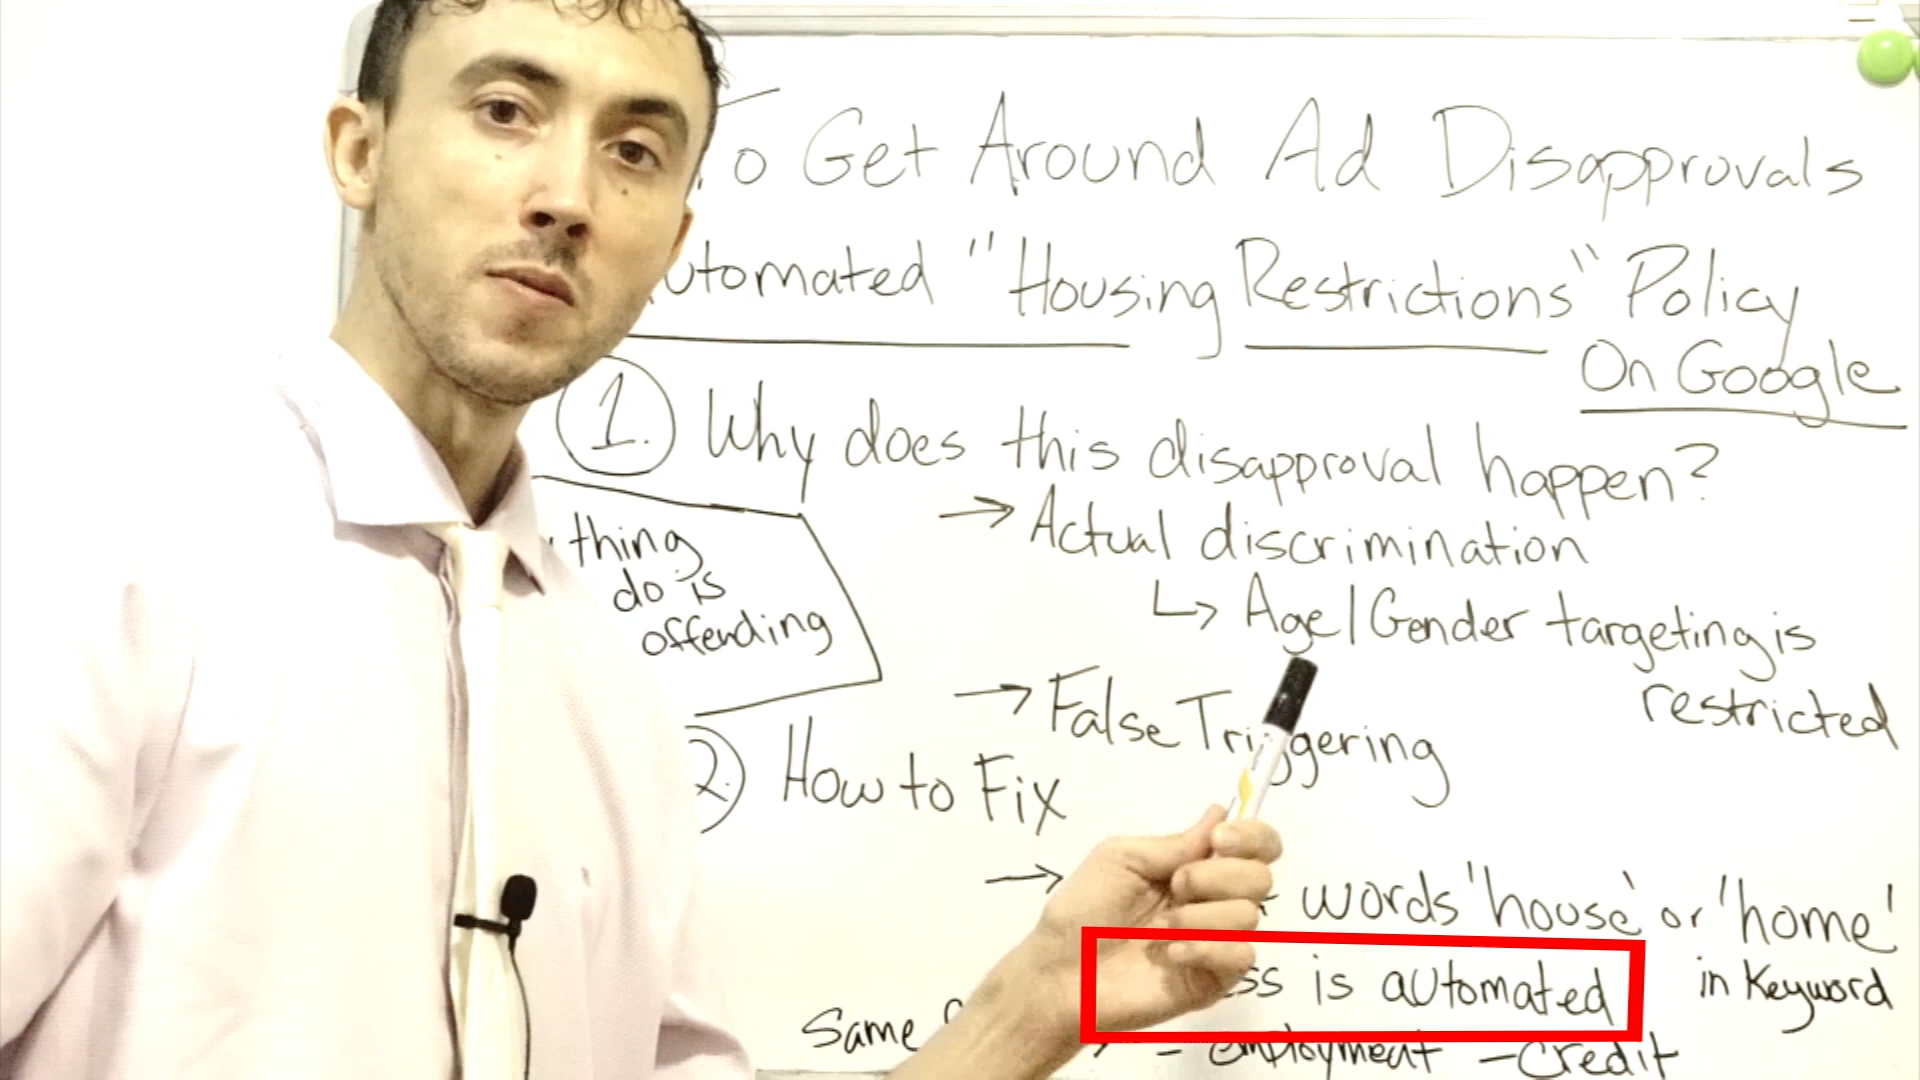 To Get Around Ad Disapprovals
utomated "Housing Restrictions" Policy
On Google
1. Why does this disapproval happen?
→ Actual discrimination
↳ Age/Gender targeting is
restricted
thing
do is
offending
→ False Triggering
2. How to Fix
→ words 'house' or 'home'
in Keyword
ss is automated
Same
- employment - Credit